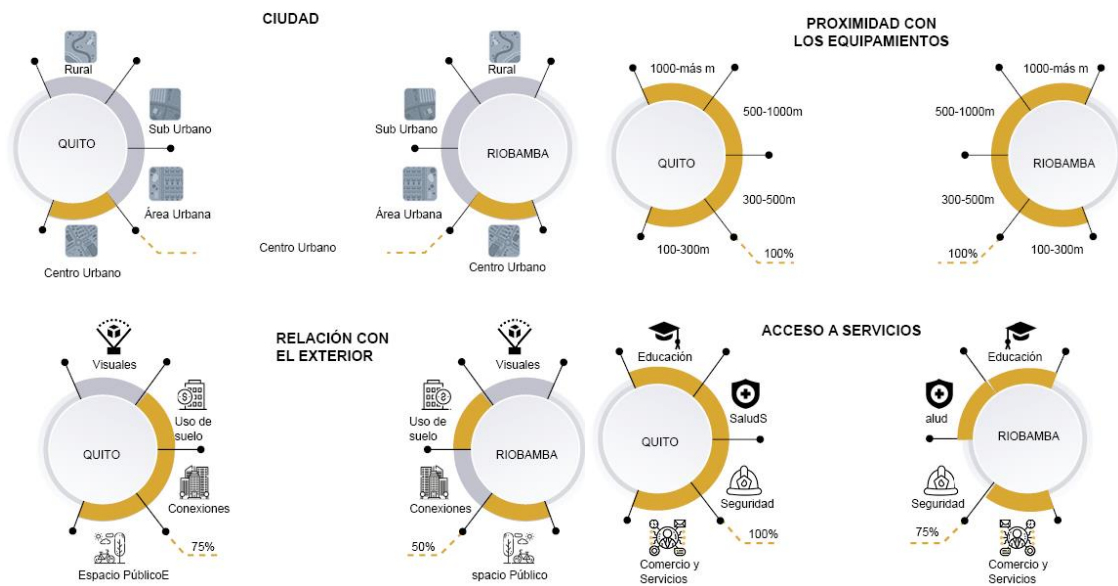 CIUDAD
Rural
Sub Urbano
QUITO
Área Urbana
Centro Urbano
Centro Urbano
Rural
Sub Urbano
RIOBAMBA
Área Urbana
Centro Urbano
PROXIMIDAD CON
LOS EQUIPAMIENTOS
1000-más m
500-1000m
QUITO
300-500m
100-300m
100%
1000-más m
500-1000m
RIOBAMBA
300-500m
100-300m
100%
RELACIÓN CON
EL EXTERIOR
Visuales
Uso de
suelo
QUITO
Conexiones
Espacio PúblicoE
75%
Visuales
Uso de
suelo
RIOBAMBA
Conexiones
spacio Público
50%
ACCESO A SERVICIOS
Educación
SaludS
QUITO
Seguridad
Comercio y
Servicios
100%
Educación
alud
RIOBAMBA
Seguridad
Comercio y
Servicios
75%